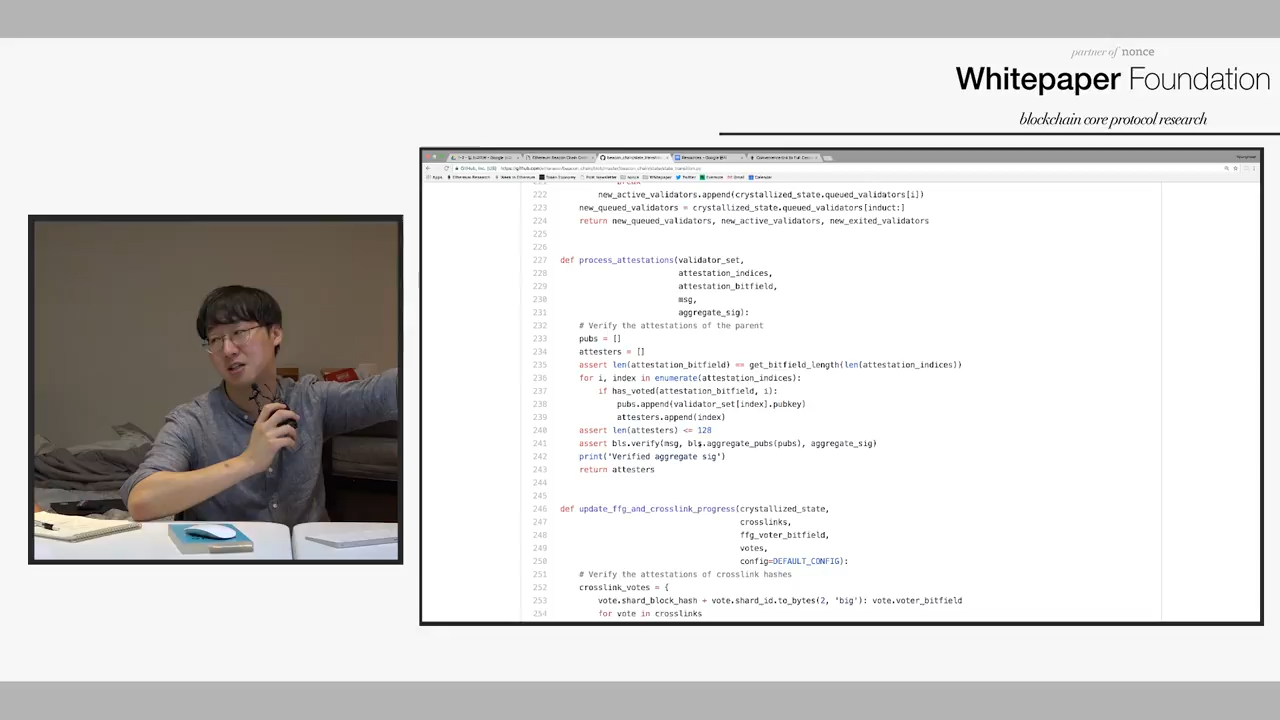 partner of nonce
Whitepaper Foundation
blockchain core protocol research
222 new_active_validators.append(crystallized_state.queued_validators[i])
223 new_queued_validators = crystallized_state.queued_validators[induct:]
224 return new_queued_validators, new_active_validators, new_exited_validators
225
226
227 def process_attestations(validator_set,
228 attestation_indices,
229 attestation_bitfield,
230 msg,
231 aggregate_sig):
232 # Verify the attestations of the parent
233 pubs = []
234 attesters = []
235 assert len(attestation_bitfield) == get_bitfield_length(len(attestation_indices))
236 for i, index in enumerate(attestation_indices):
237 if has_voted(attestation_bitfield, i):
238 pubs.append(validator_set[index].pubkey)
239 attesters.append(index)
240 assert len(attesters) <= 128
241 assert bls.verify(msg, bls.aggregate_pubs(pubs), aggregate_sig)
242 print('Verified aggregate sig')
243 return attesters
244
245
246 def update_ffg_and_crosslink_progress(crystallized_state,
247 crosslinks,
248 ffg_voter_bitfield,
249 votes,
250 config=DEFAULT_CONFIG):
251 # Verify the attestations of crosslink hashes
252 crosslink_votes = {
253 vote.shard_block_hash + vote.shard_id.to_bytes(2, 'big'): vote.voter_bitfield
254 for vote in crosslinks